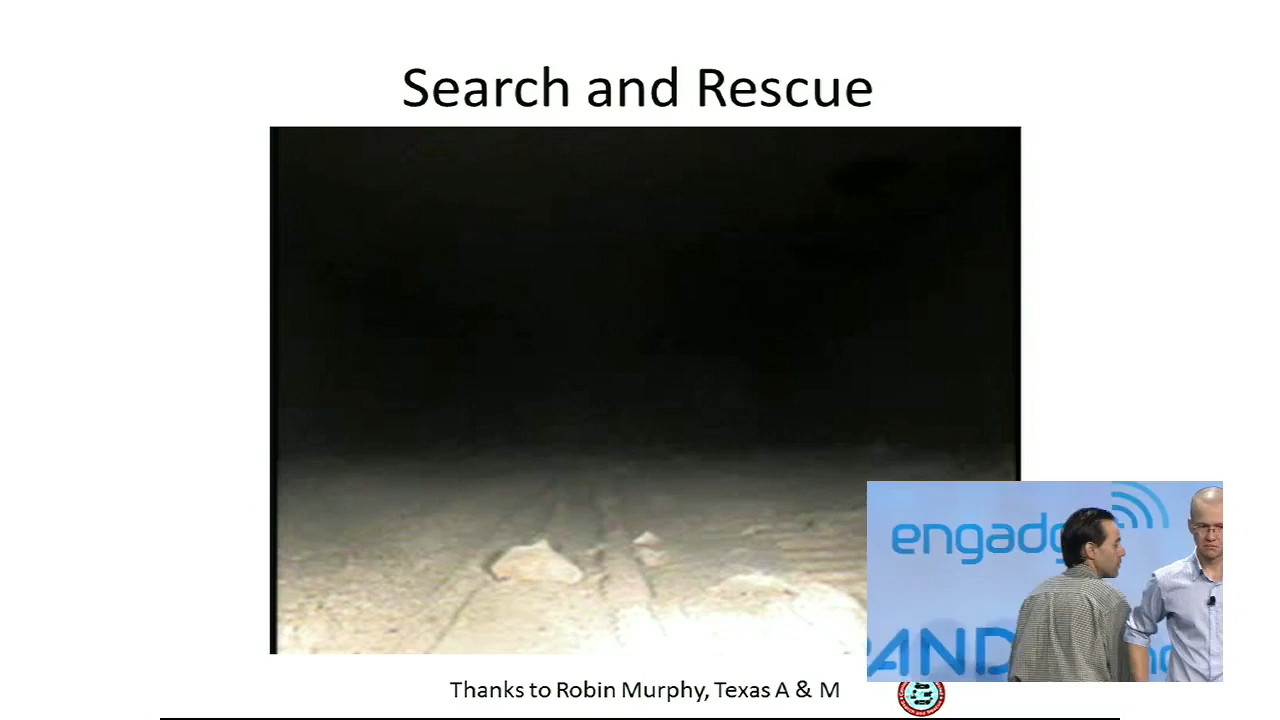 Search and Rescue
engadg
AND
Thanks to Robin Murphy, Texas A & M